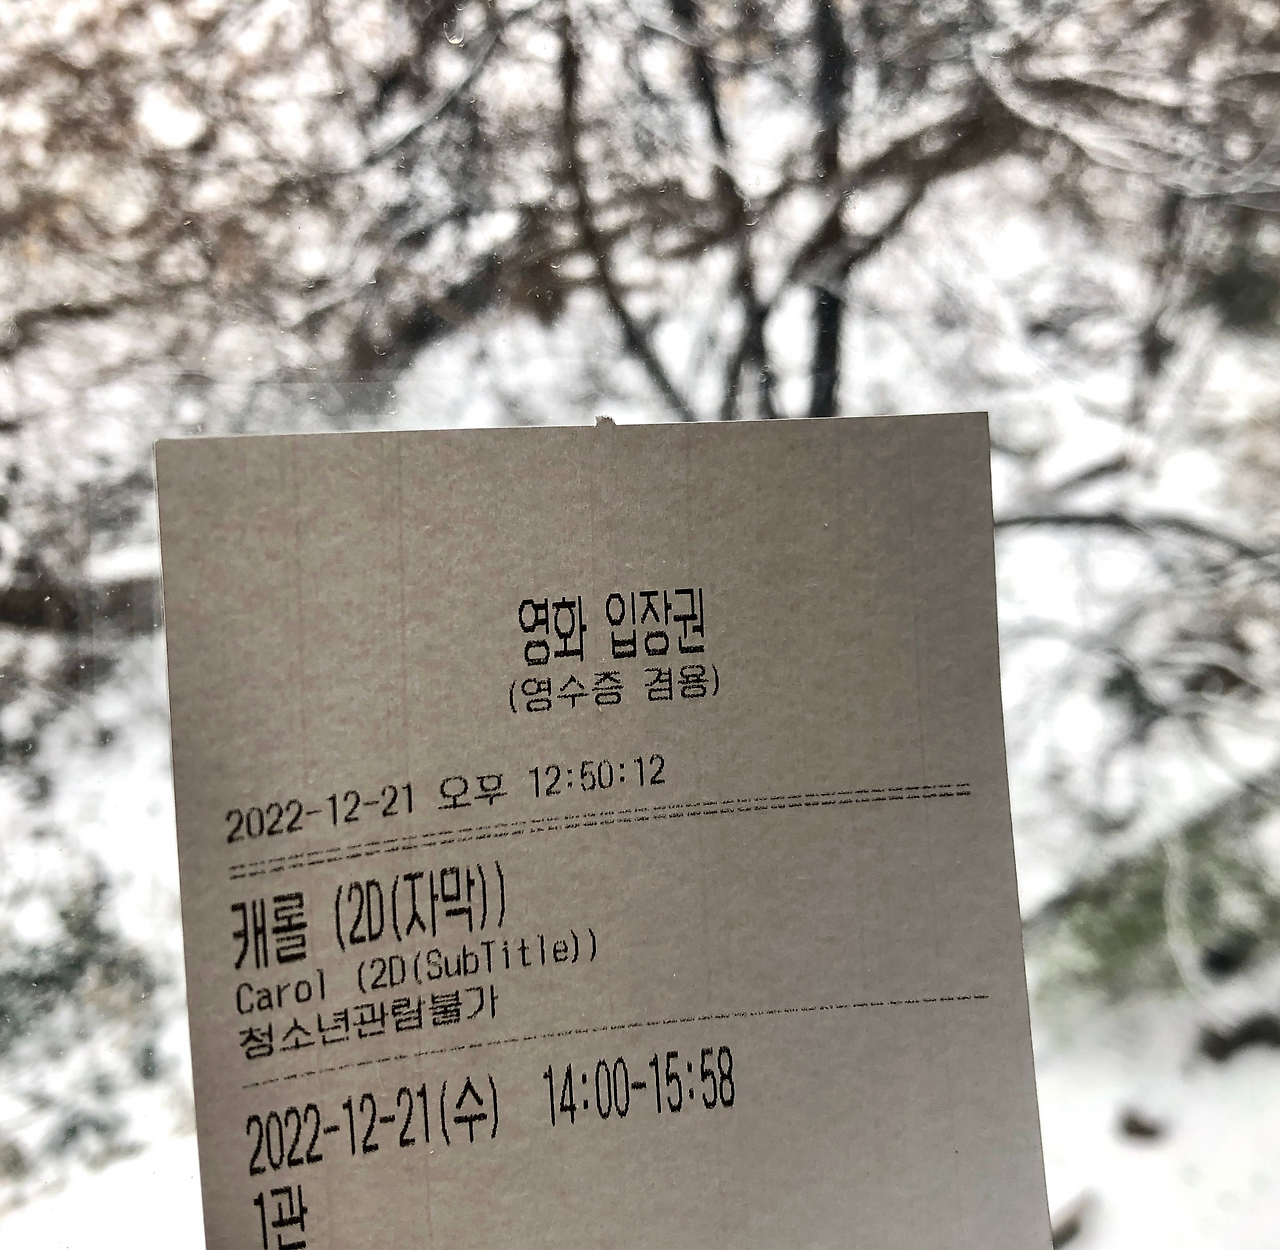 영화 입장권
(영수증 겸용)
2022-12-21 오후 12:50:12
캐롤 (2D(자막))
Carol (2D(SubTitle))
청소년관람불가
2022-12-21(수) 14:00-15:58
1관